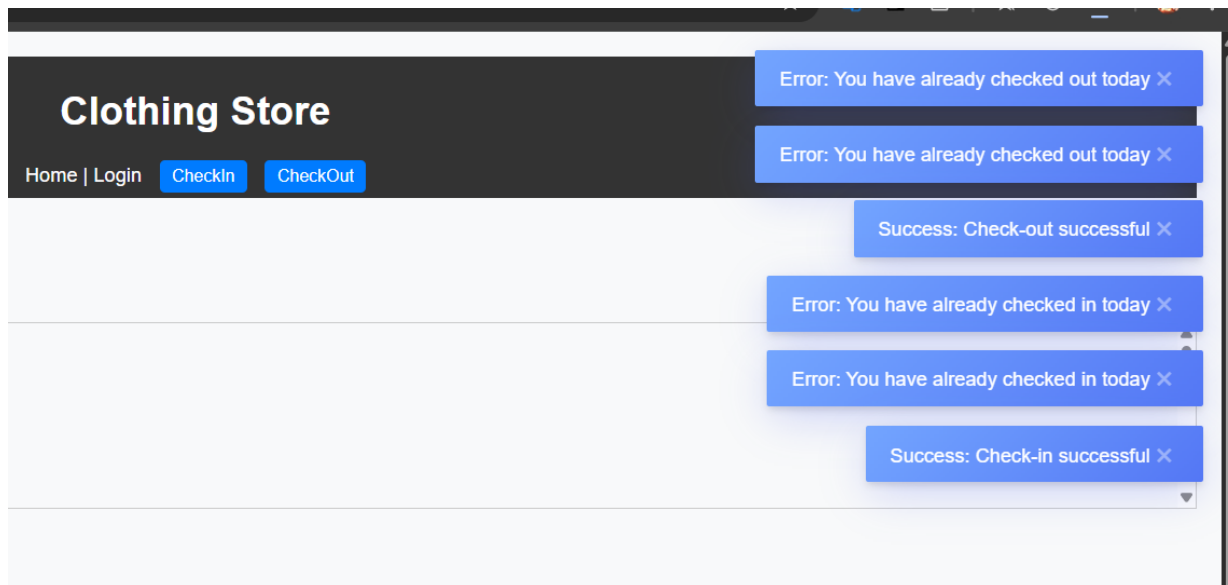 Clothing Store
Home | Login CheckIn CheckOut
Error: You have already checked out today ×
Error: You have already checked out today ×
Success: Check-out successful ×
Error: You have already checked in today ×
Error: You have already checked in today ×
Success: Check-in successful ×